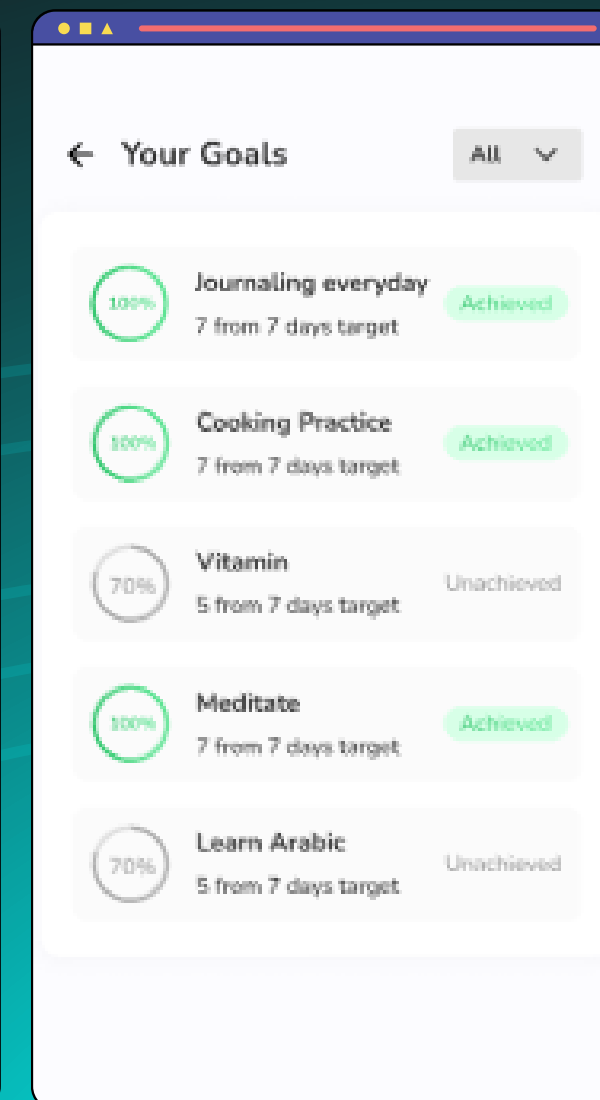 Your Goals
All
Journaling everyday
100%
Achieved
7 from 7 days target
Cooking Practice
100%
Achieved
7 from 7 days target
Vitamin
70%
Unachieved
5 from 7 days target
Meditate
100%
Achieved
7 from 7 days target
Learn Arabic
70%
Unachieved
5 from 7 days target